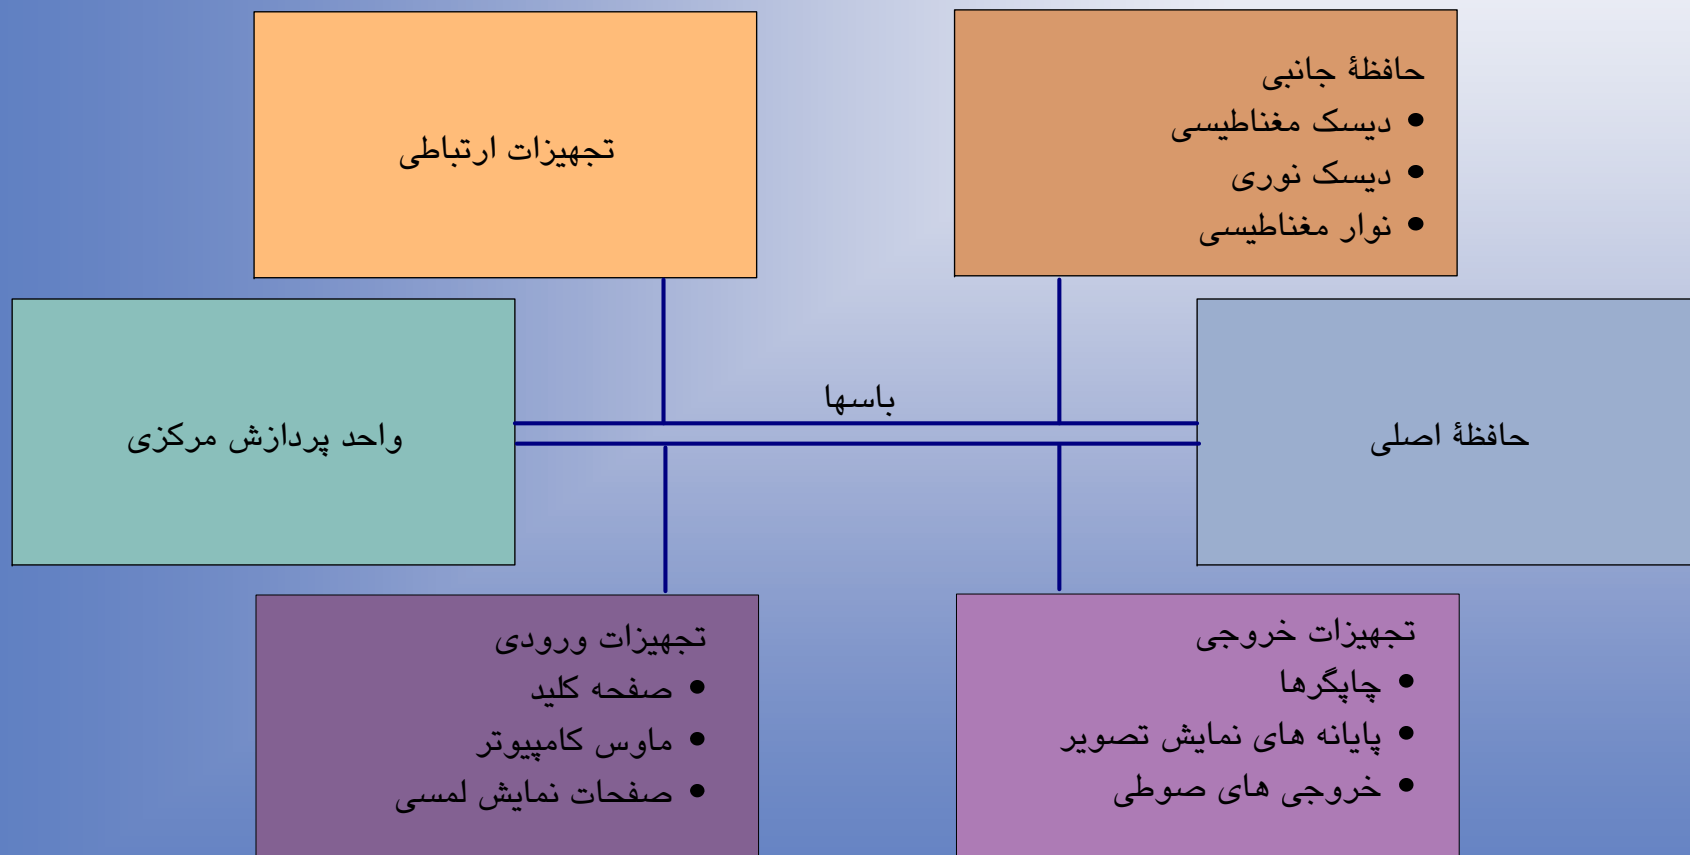 حافظهٔ جانبی
• دیسک مغناطیسی
• دیسک نوری
• نوار مغناطیسی
تجهیزات ارتباطی
حافظهٔ اصلی
باسها
واحد پردازش مرکزی
تجهیزات خروجی
• چاپگرها
• پایانه های نمایش تصویر
• خروجی های صوطی
تجهیزات ورودی
• صفحه کلید
• ماوس کامپیوتر
• صفحات نمایش لمسی